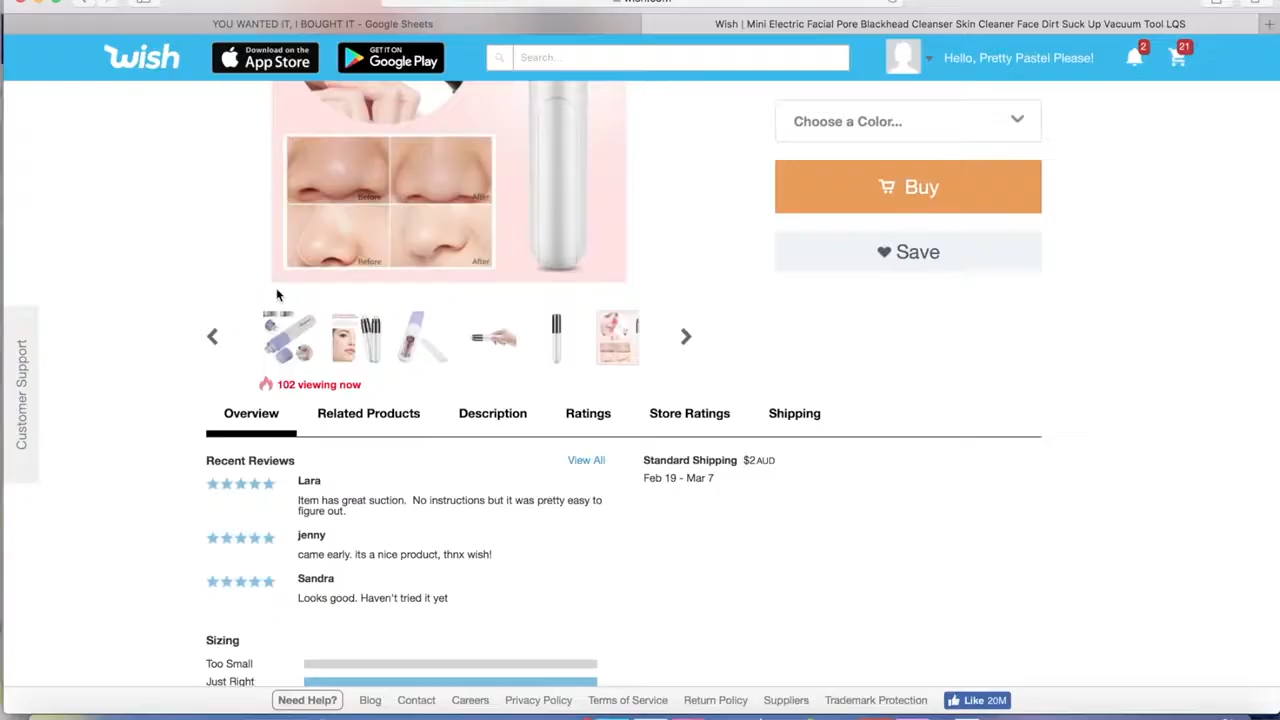 YOU WANTED IT, I BOUGHT IT - Google Sheets
Wish | Mini Electric Facial Pore Blackhead Cleanser Skin Cleaner Face Dirt Suck Up Vacuum Tool LQS
wish
Download on the App Store
GET IT ON Google Play
Search...
Hello, Pretty Pastel Please!
2
21
Choose a Color...
Buy
Save
Before
After
Before
After
Customer Support
102 viewing now
Overview
Related Products
Description
Ratings
Store Ratings
Shipping
Recent Reviews
View All
Standard Shipping $2 AUD
Feb 19 - Mar 7
Lara
Item has great suction. No instructions but it was pretty easy to
figure out.
jenny
came early. its a nice product, thnx wish!
Sandra
Looks good. Haven't tried it yet
Sizing
Too Small
Just Right
Need Help?
Blog
Contact
Careers
Privacy Policy
Terms of Service
Return Policy
Suppliers
Trademark Protection
Like 20M